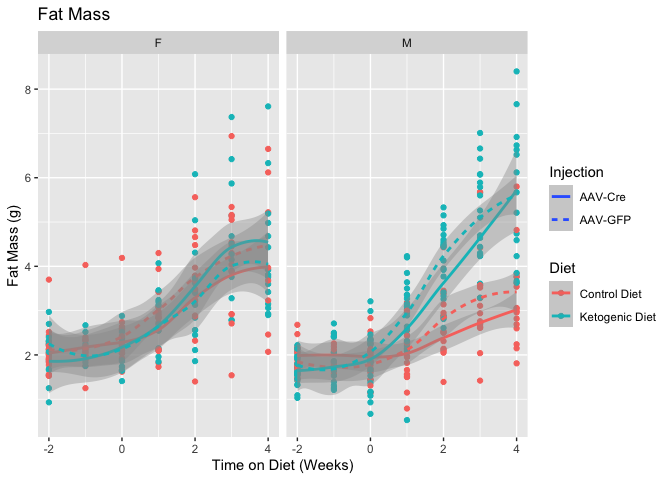 Fat Mass
F
M
Fat Mass (g)
8
6
4
2
-2
0
2
4
-2
0
2
4
Time on Diet (Weeks)
Injection
AAV-Cre
AAV-GFP
Diet
Control Diet
Ketogenic Diet